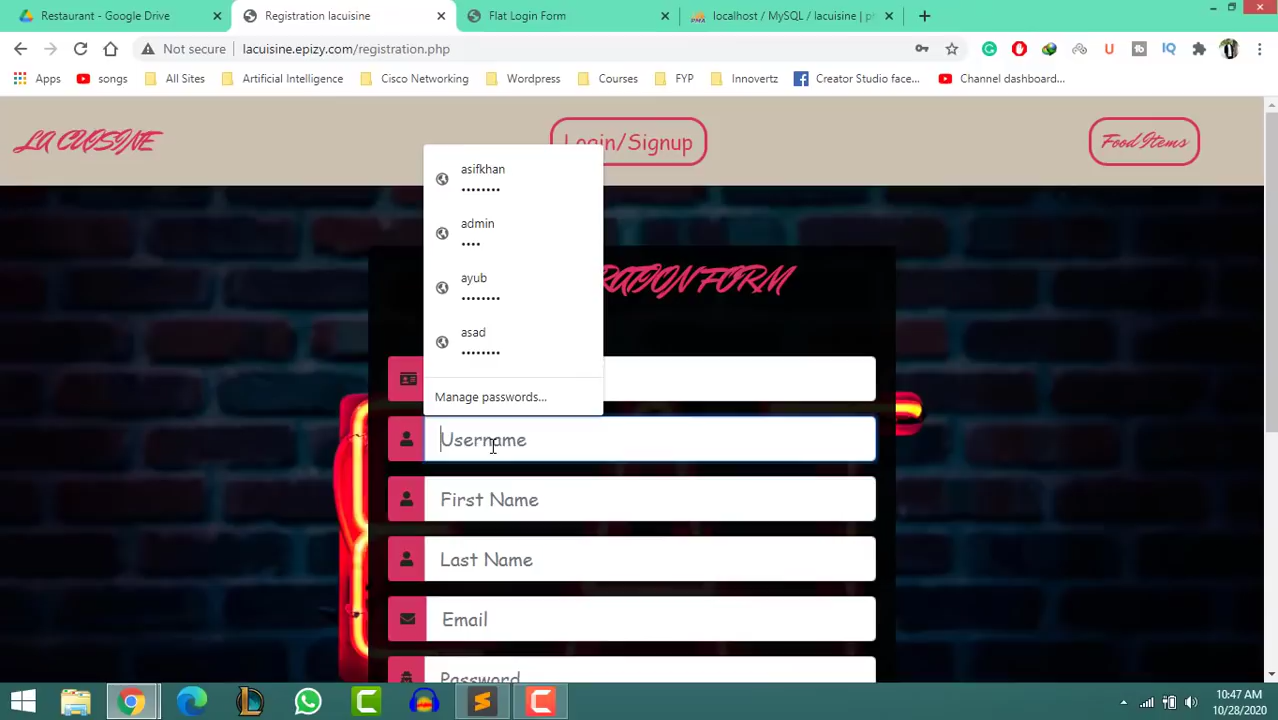 Restaurant - Google Drive
Registration lacuisine
Flat Login Form
localhost / MySQL / lacuisine | p
Not secure
lacuisine.epizy.com/registration.php
Apps
songs
All Sites
Artificial Intelligence
Cisco Networking
Wordpress
Courses
FYP
Innovertz
Creator Studio face...
Channel dashboard...
LA CUISINE
Login/Signup
Food Items
asifkhan
••••••••
admin
••••
ayub
••••••••
asad
••••••••
Manage passwords...
RATION FORM
Username
First Name
Last Name
Email
Password
10:47 AM
10/28/2020